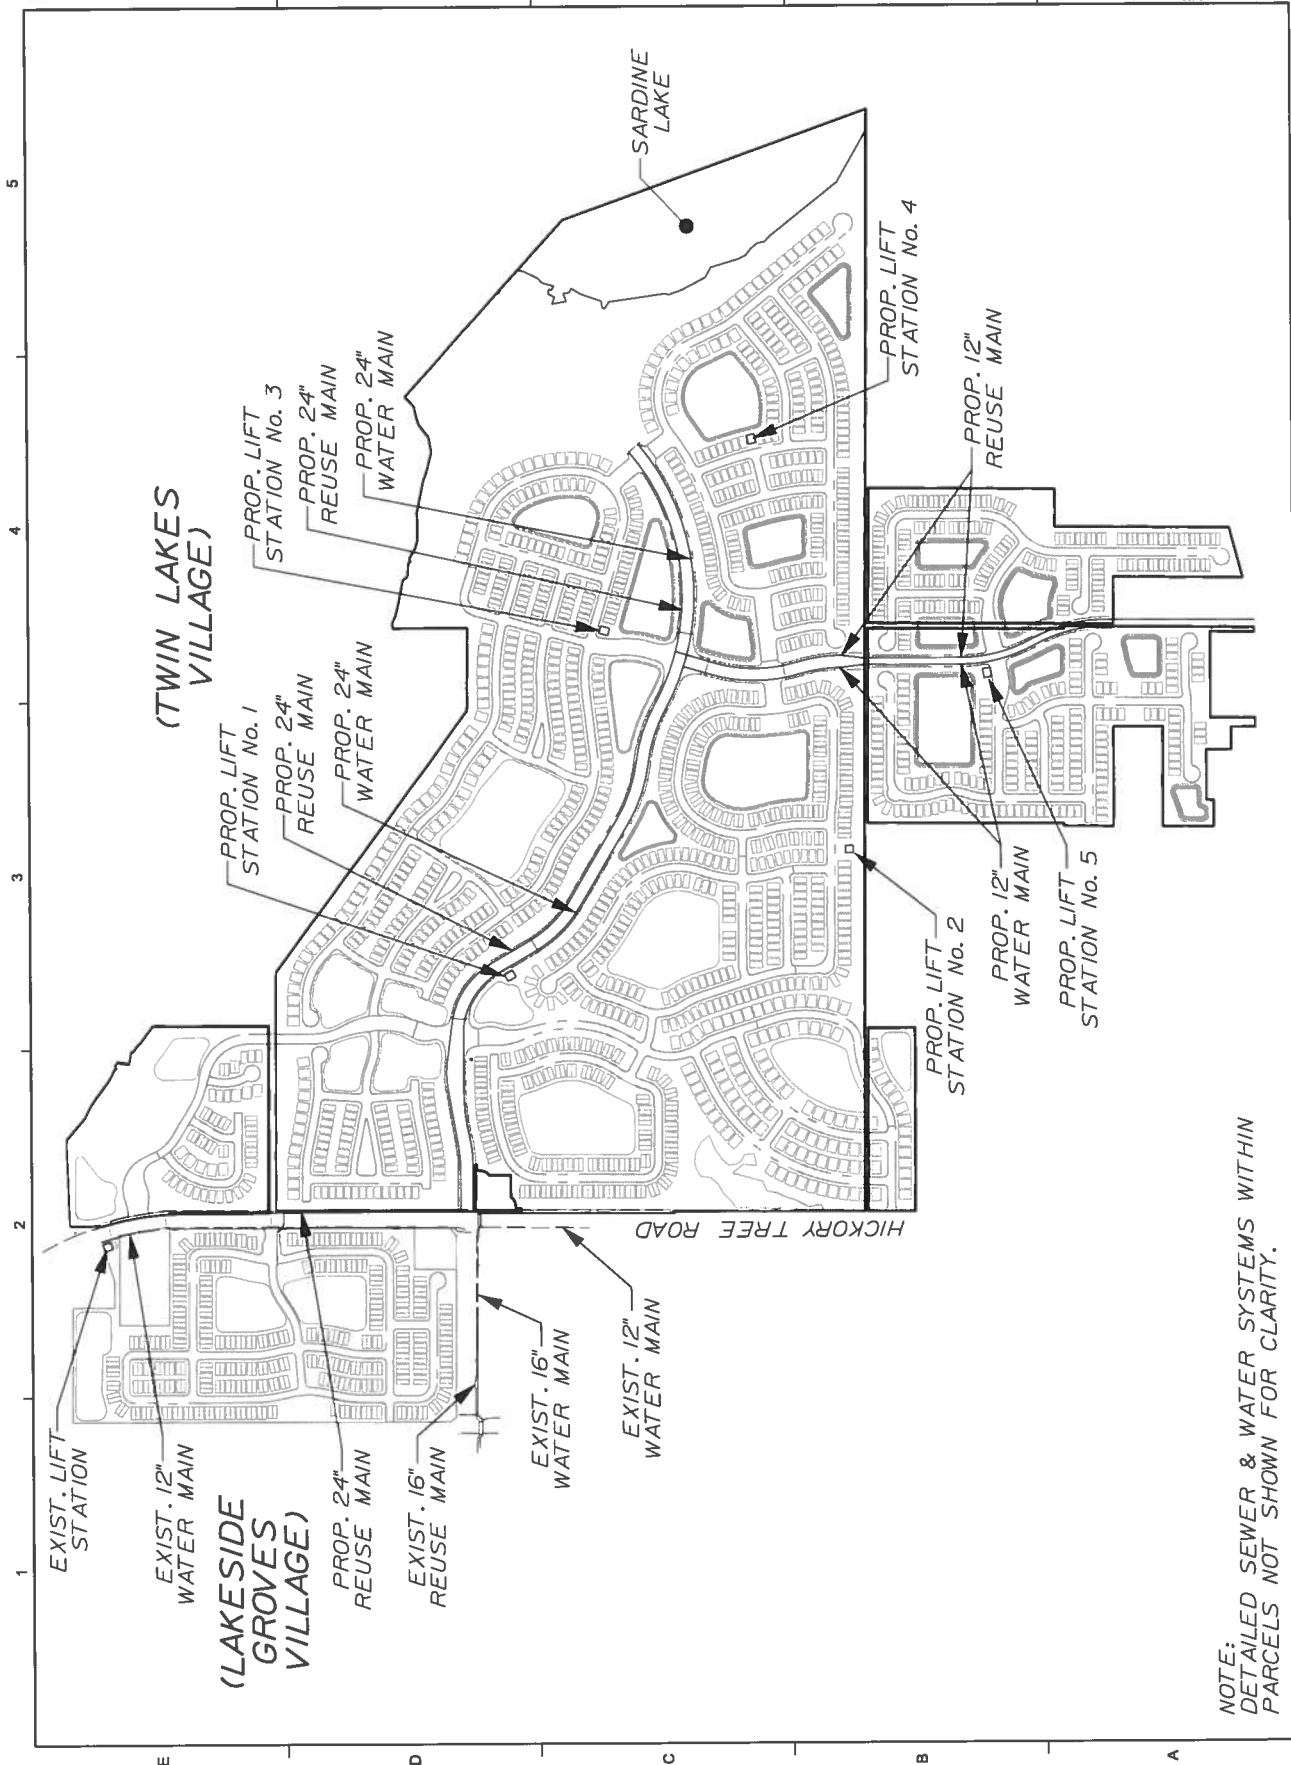 1
2
3
4
5
E
D
C
B
A
EXIST. LIFT
STATION
EXIST. 12"
WATER MAIN
(LAKESIDE
GROVES
VILLAGE)
PROP. 24"
REUSE MAIN
EXIST. 16"
REUSE MAIN
EXIST. 16"
WATER MAIN
EXIST. 12"
WATER MAIN
HICKORY TREE ROAD
(TWIN LAKES
VILLAGE)
PROP. LIFT
STATION No. 1
PROP. 24"
REUSE MAIN
PROP. 24"
WATER MAIN
PROP. LIFT
STATION No. 3
PROP. 24"
REUSE MAIN
PROP. 24"
WATER MAIN
SARDINE
LAKE
PROP. LIFT
STATION No. 4
PROP. 12"
REUSE MAIN
PROP. LIFT
STATION No. 2
PROP. 12"
WATER MAIN
PROP. LIFT
STATION No. 5
NOTE:
DETAILED SEWER & WATER SYSTEMS WITHIN
PARCELS NOT SHOWN FOR CLARITY.